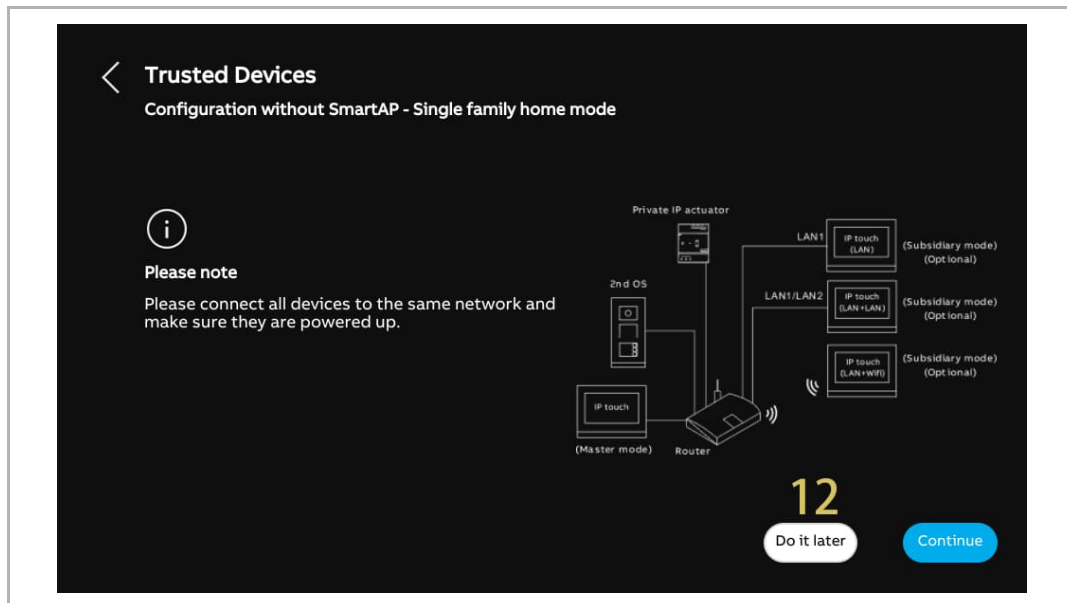 Trusted Devices
Configuration without SmartAP - Single family home mode
Please note
Please connect all devices to the same network and
make sure they are powered up.
Private IP actuator
2nd OS
IP touch
(Master mode)
Router
LAN1
IP touch
(LAN)
(Subsidiary mode)
(Optional)
LAN1/LAN2
IP touch
(LAN+LAN)
(Subsidiary mode)
(Optional)
IP touch
(LAN+Wifi)
(Subsidiary mode)
(Optional)
12
Do it later
Continue